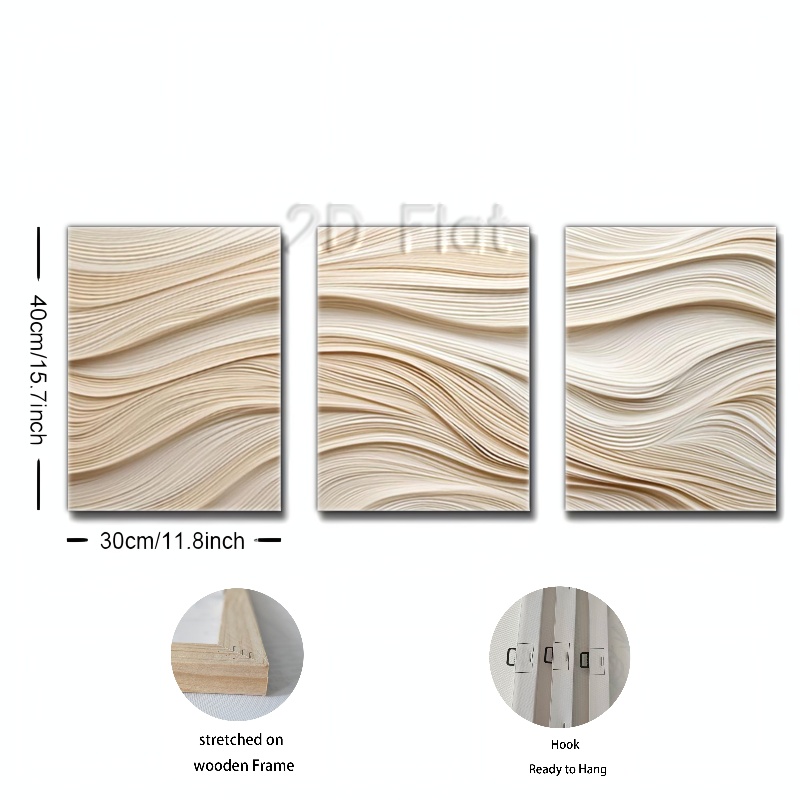 2D Flat
40cm/15.7inch
30cm/11.8inch
stretched on
wooden Frame
Hook
Ready to Hang